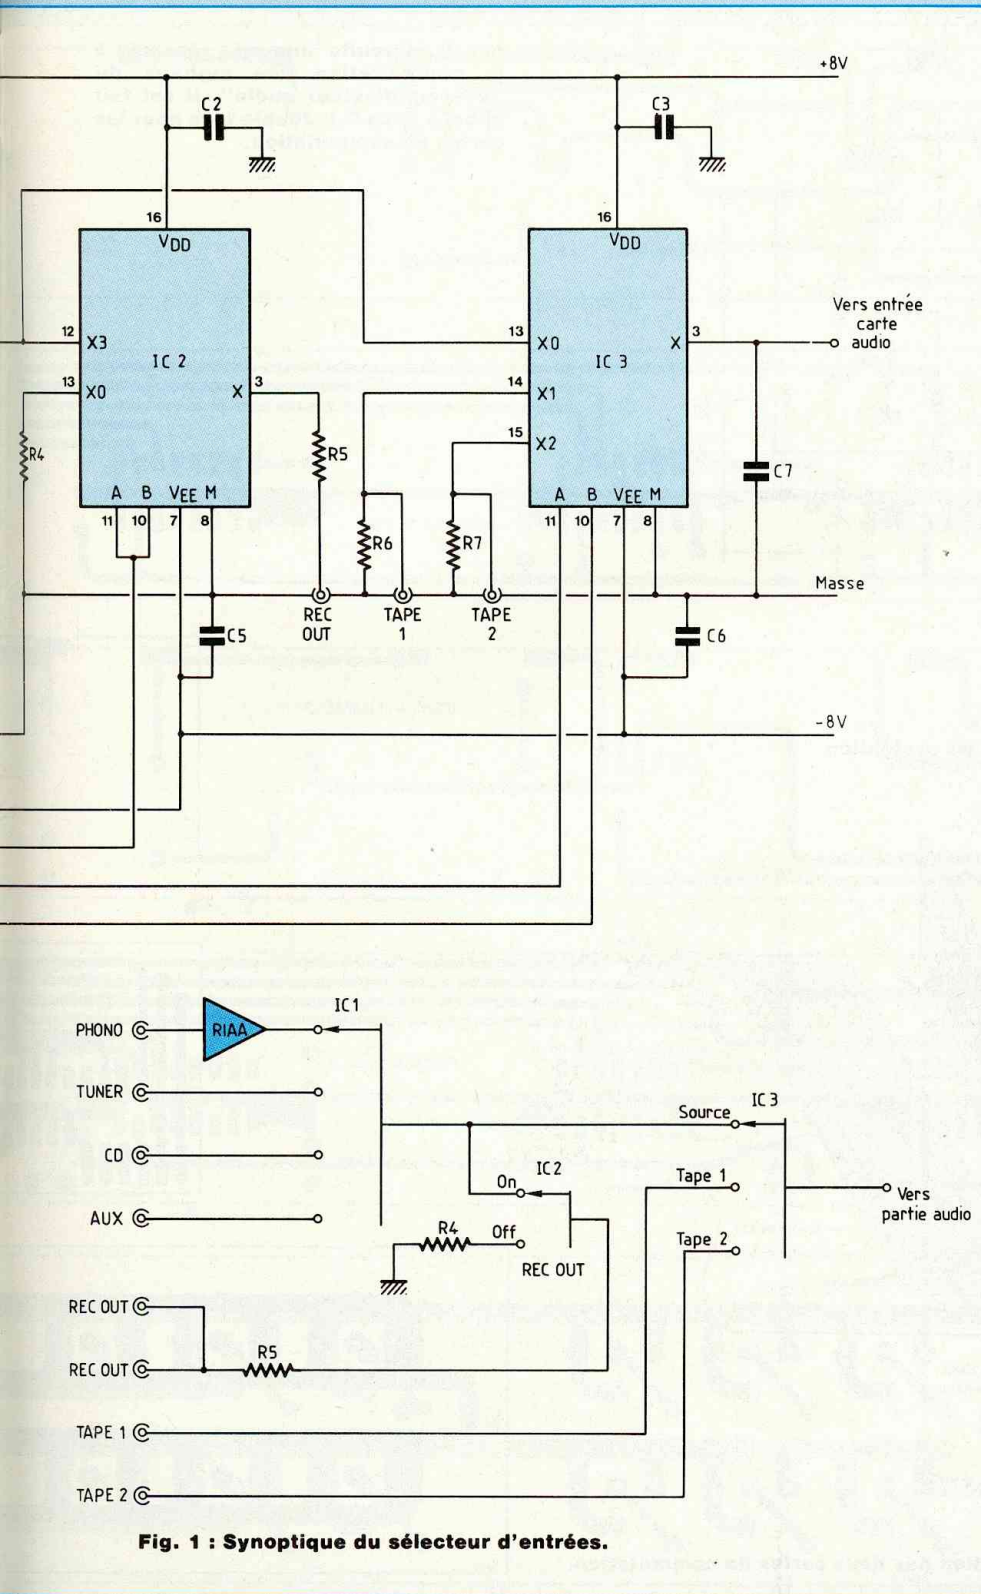 +8V
C2
C3
16
VDD
16
VDD
12
X3
IC 2
13
X0
X
3
R4
R5
A
B
VEE
M
11
10
7
8
13
X0
IC 3
X
3
14
X1
15
X2
A
B
VEE
M
11
10
7
8
Vers entrée
carte
audio
C7
R6
R7
REC
OUT
TAPE
1
TAPE
2
Masse
C5
C6
-8V
PHONO
RIAA
IC1
TUNER
CD
AUX
Source
IC3
Tape 1
Tape 2
Vers
partie audio
On
IC2
R4
Off
REC OUT
REC OUT
REC OUT
R5
TAPE 1
TAPE 2
Fig. 1 : Synoptique du sélecteur d'entrées.